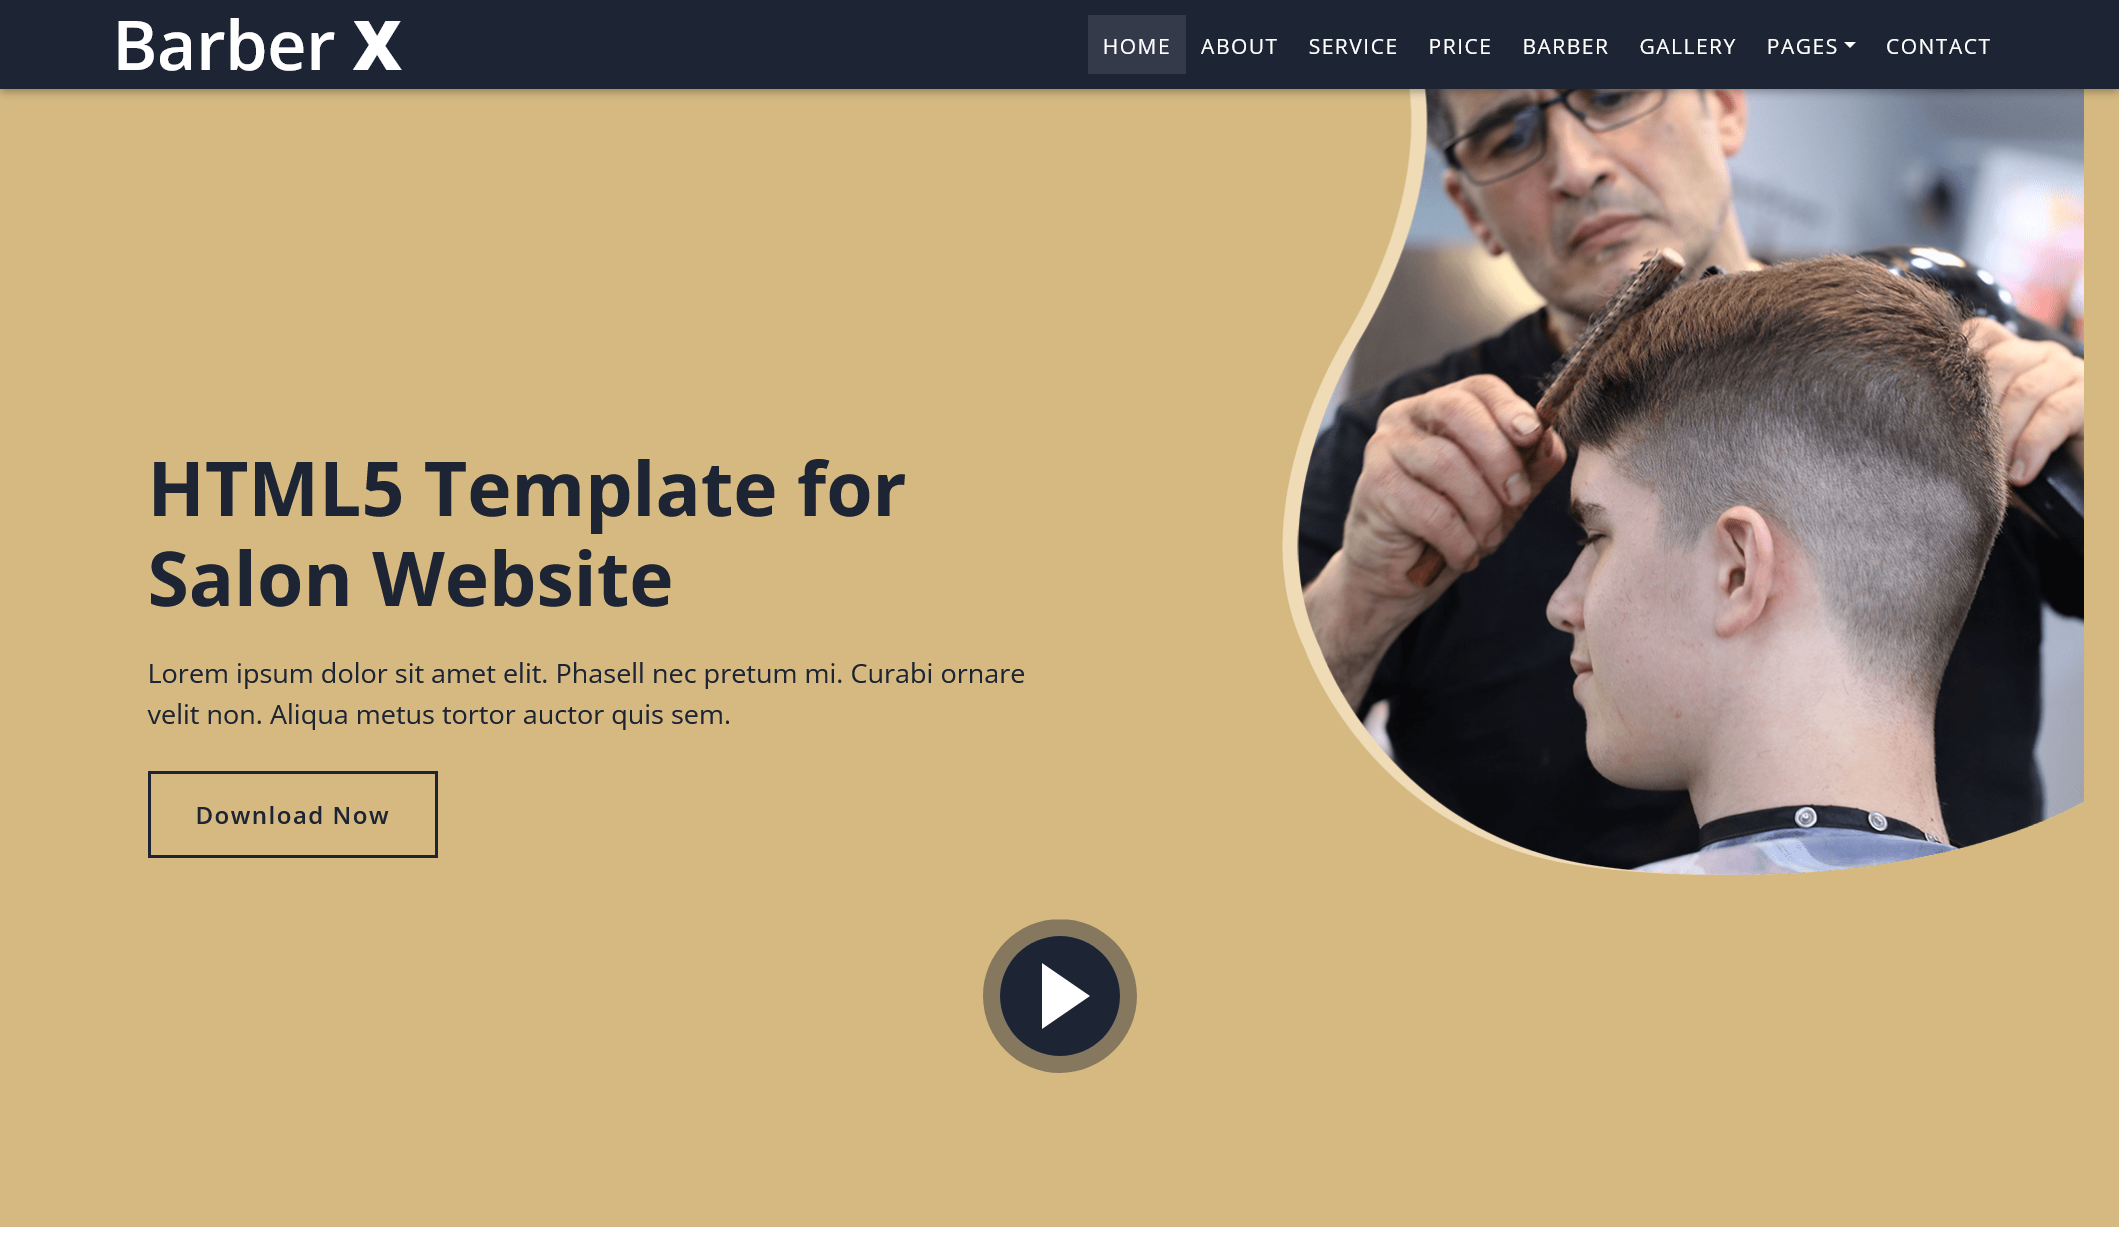 Barber X
HOME ABOUT SERVICE PRICE BARBER GALLERY PAGES CONTACT
HTML5 Template for
Salon Website
Lorem ipsum dolor sit amet elit. Phasell nec pretum mi. Curabi ornare
velit non. Aliqua metus tortor auctor quis sem.
Download Now